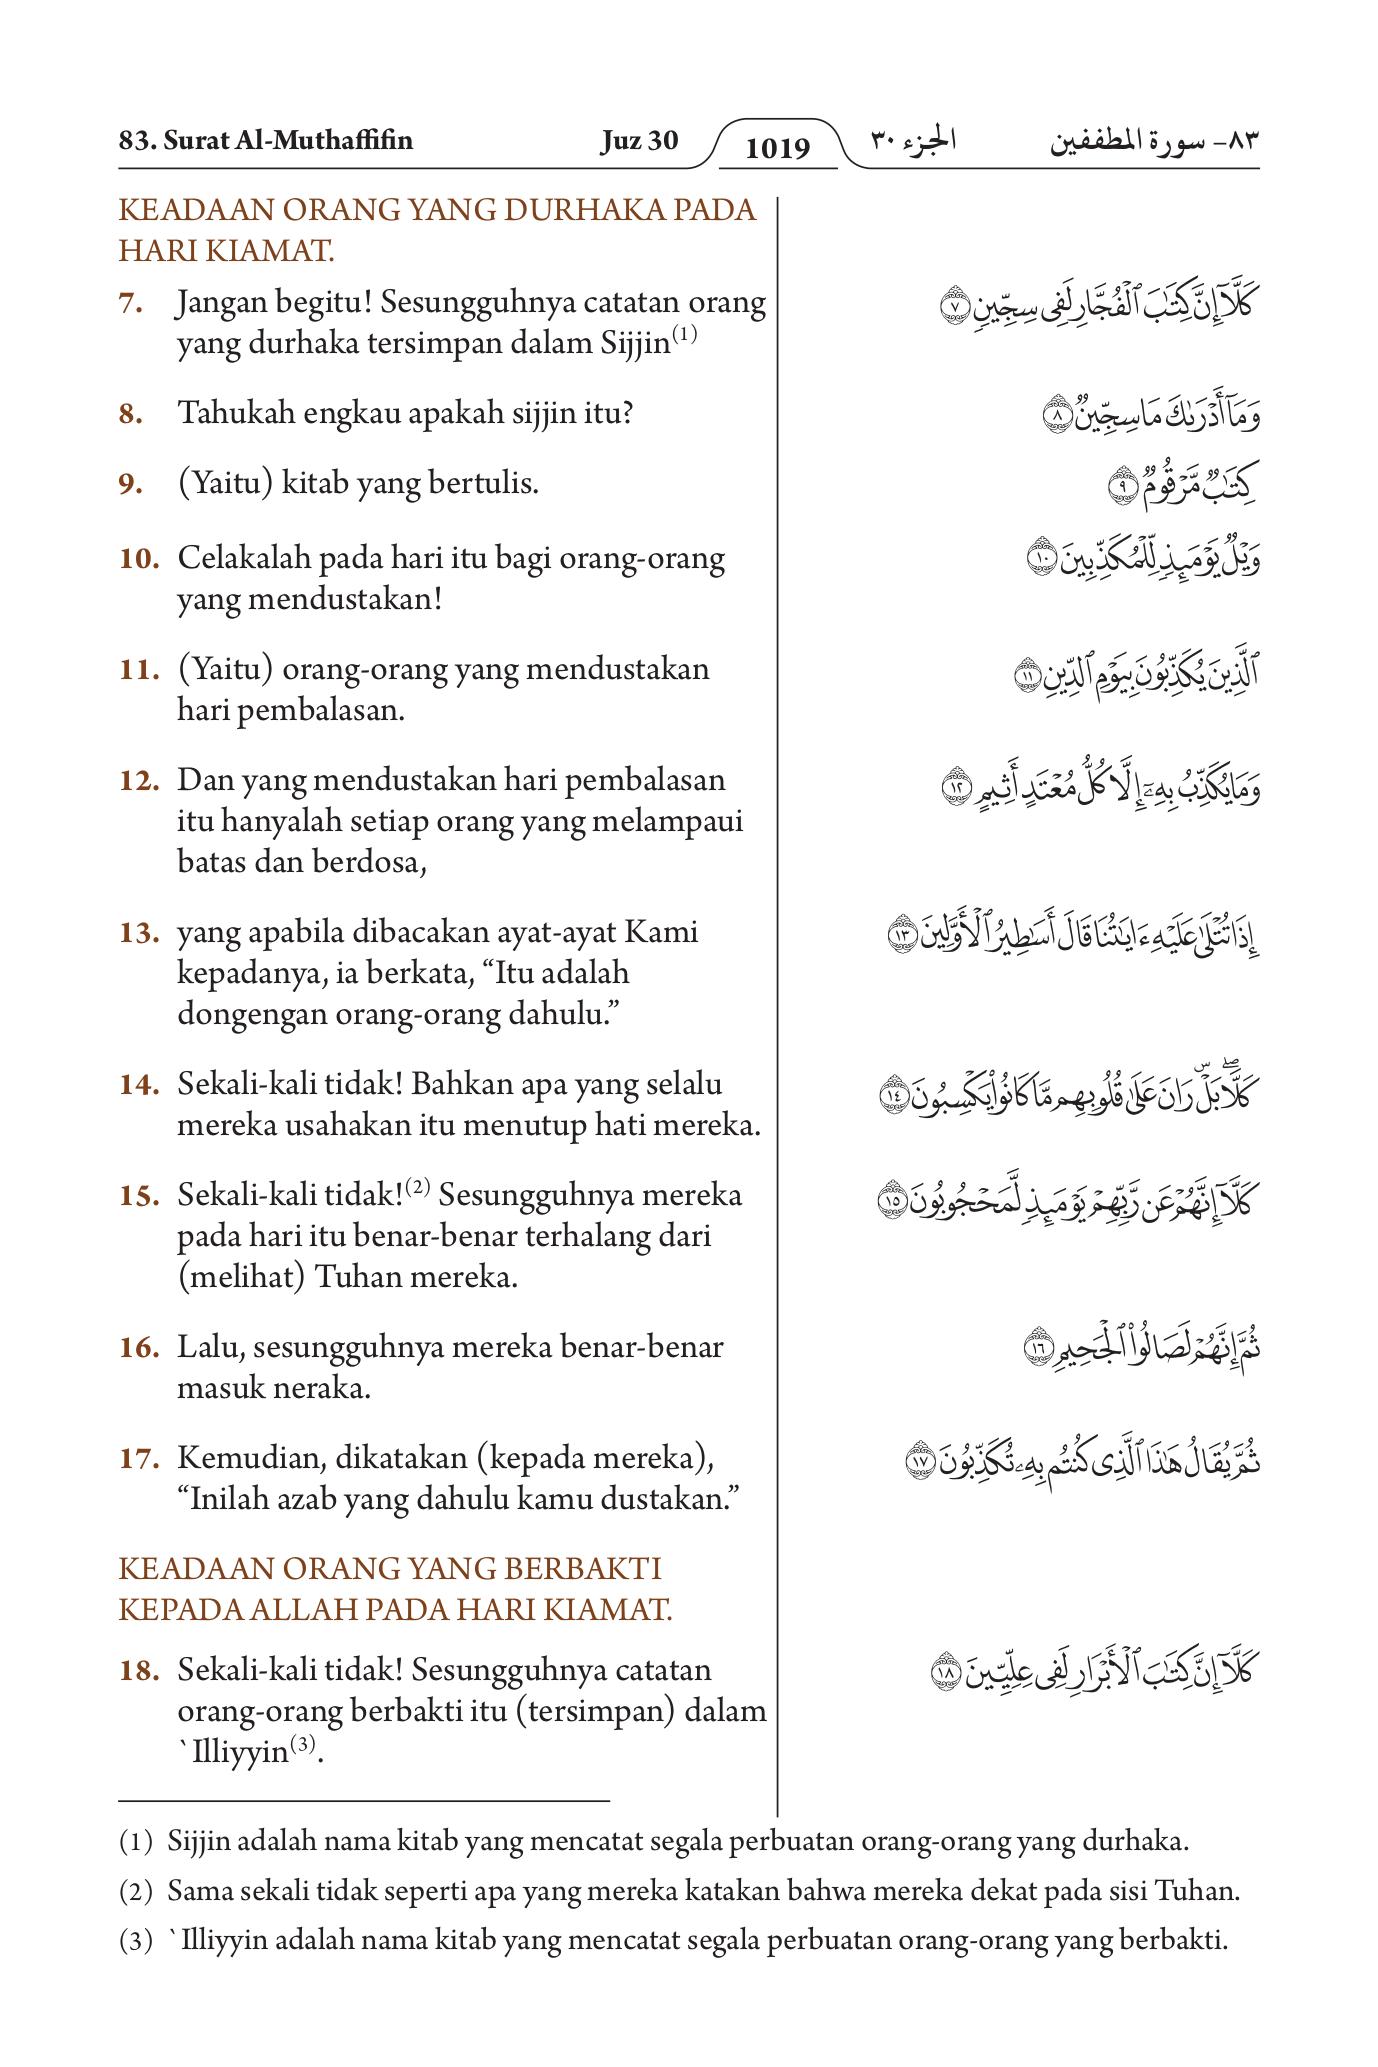 83. Surat Al-Muthaffifin Juz 30 1019 الجزء ٣٠ ٨٣- سورة المطففين
KEADAAN ORANG YANG DURHAKA PADA
HARI KIAMAT.
7. Jangan begitu! Sesungguhnya catatan orang
yang durhaka tersimpan dalam Sijjin(1)
كَلَّآ إِنَّ كِتَٰبَ ٱلْفُجَّارِ لَفِى سِجِّينٍ ٧
8. Tahukah engkau apakah sijjin itu?
وَمَآ أَدْرَىٰكَ مَا سِجِّينٌ ٨
9. (Yaitu) kitab yang bertulis.
كِتَٰبٌ مَّرْقُومٌ ٩
10. Celakalah pada hari itu bagi orang-orang
yang mendustakan!
وَيْلٌ يَوْمَئِذٍ لِّلْمُكَذِّبِينَ ١٠
11. (Yaitu) orang-orang yang mendustakan
hari pembalasan.
ٱلَّذِينَ يُكَذِّبُونَ بِيَوْمِ ٱلدِّينِ ١١
12. Dan yang mendustakan hari pembalasan
itu hanyalah setiap orang yang melampaui
batas dan berdosa,
وَمَا يُكَذِّبُ بِهِۦٓ إِلَّا كُلُّ مُعْتَدٍ أَثِيمٍ ١٢
13. yang apabila dibacakan ayat-ayat Kami
kepadanya, ia berkata, “Itu adalah
dongengan orang-orang dahulu.”
إِذَا تُتْلَىٰ عَلَيْهِ ءَايَٰتُنَا قَالَ أَسَٰطِيرُ ٱلْأَوَّلِينَ ١٣
14. Sekali-kali tidak! Bahkan apa yang selalu
mereka usahakan itu menutup hati mereka.
كَلَّا ۖ بَلْ ۜ رَانَ عَلَىٰ قُلُوبِهِم مَّا كَانُوا۟ يَكْسِبُونَ ١٤
15. Sekali-kali tidak!(2) Sesungguhnya mereka
pada hari itu benar-benar terhalang dari
(melihat) Tuhan mereka.
كَلَّآ إِنَّهُمْ عَن رَّبِّهِمْ يَوْمَئِذٍ لَّمَحْجُوبُونَ ١٥
16. Lalu, sesungguhnya mereka benar-benar
masuk neraka.
ثُمَّ إِنَّهُمْ لَصَالُوا۟ ٱلْجَحِيمِ ١٦
17. Kemudian, dikatakan (kepada mereka),
“Inilah azab yang dahulu kamu dustakan.”
ثُمَّ يُقَالُ هَٰذَا ٱلَّذِى كُنتُم بِهِۦ تُكَذِّبُونَ ١٧
KEADAAN ORANG YANG BERBAKTI
KEPADA ALLAH PADA HARI KIAMAT.
18. Sekali-kali tidak! Sesungguhnya catatan
orang-orang berbakti itu (tersimpan) dalam
`Illiyyin(3).
كَلَّآ إِنَّ كِتَٰبَ ٱلْأَبْرَارِ لَفِى عِلِّيِّينَ ١٨
(1) Sijjin adalah nama kitab yang mencatat segala perbuatan orang-orang yang durhaka.
(2) Sama sekali tidak seperti apa yang mereka katakan bahwa mereka dekat pada sisi Tuhan.
(3) `Illiyyin adalah nama kitab yang mencatat segala perbuatan orang-orang yang berbakti.